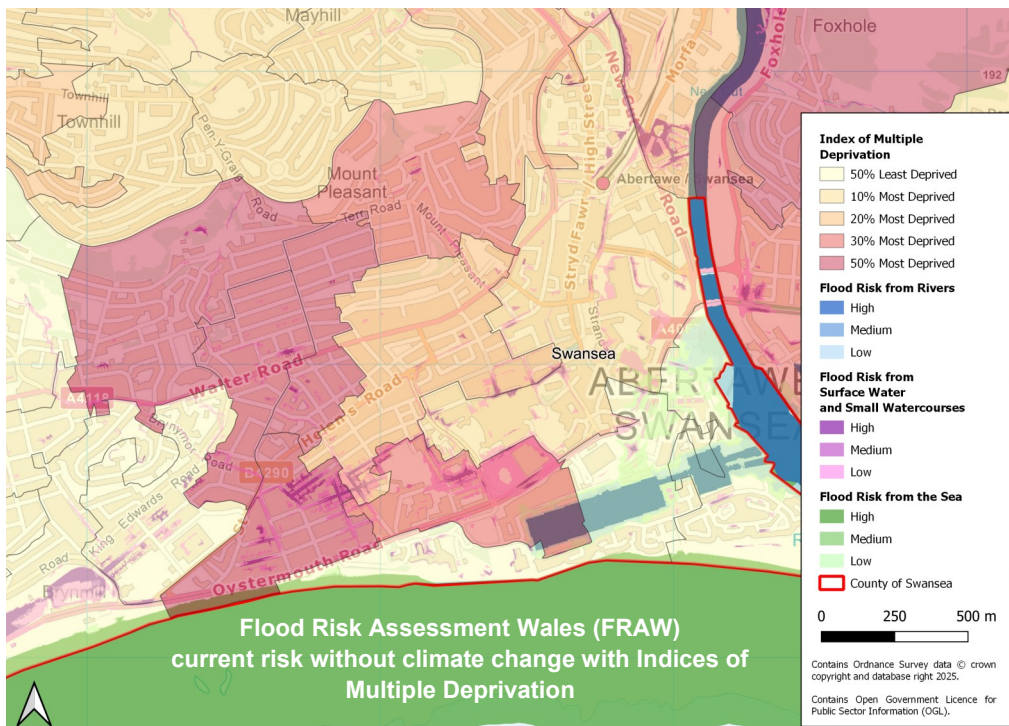 Mayhill
Foxhole
Foxhole
192
Townhill
Townhill
Pen-Y-Graig
Road
Mount
Pleasant
Terr Road
Mount Pleasant
Stryd Fawr / High Street
New Cut
Road
Morfa
Abertawe / Swansea
Strand
Swansea
ABERTAWE
SWANSEA
Walter Road
A4118
Helen's Road
Brynymor Road
B4290
King Edwards Road
Road
Brynmill
Oystermouth Road
Flood Risk Assessment Wales (FRAW)
current risk without climate change with Indices of
Multiple Deprivation
Index of Multiple
Deprivation
50% Least Deprived
10% Most Deprived
20% Most Deprived
30% Most Deprived
50% Most Deprived
Flood Risk from Rivers
High
Medium
Low
Flood Risk from
Surface Water
and Small Watercourses
High
Medium
Low
Flood Risk from the Sea
High
Medium
Low
County of Swansea
0 250 500 m
Contains Ordnance Survey data © crown
copyright and database right 2025.
Contains Open Government Licence for
Public Sector Information (OGL).